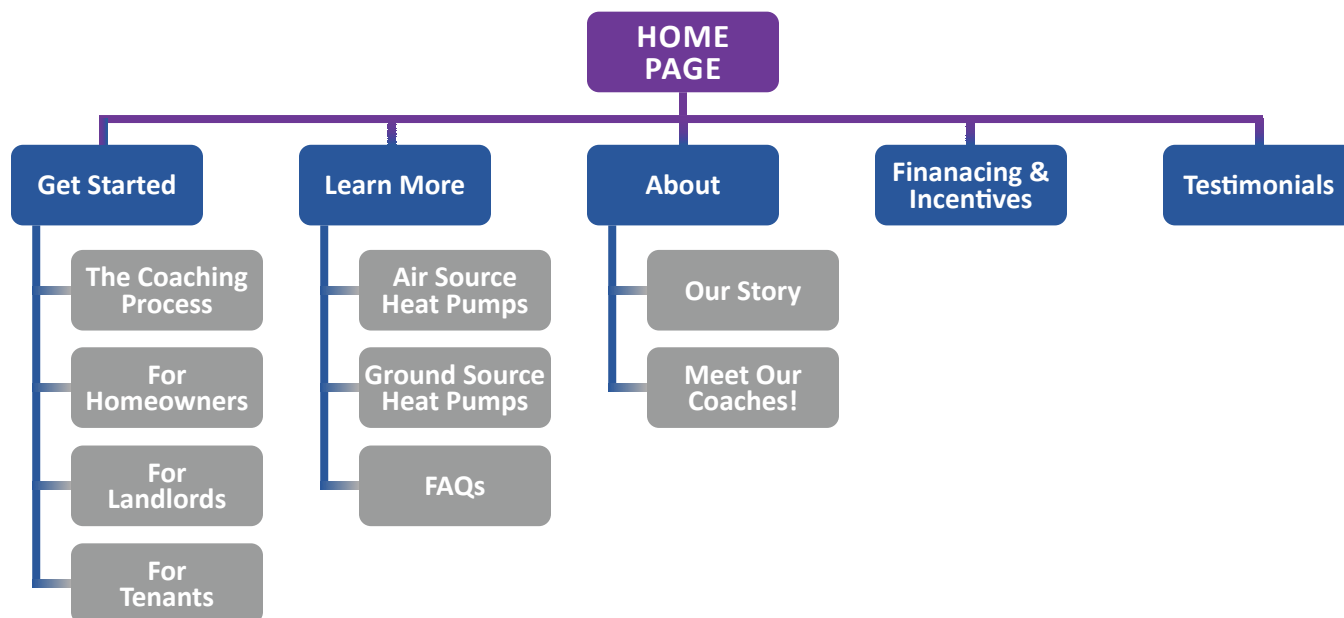 HOME
PAGE
Get Started
Learn More
About
Finanacing &
Incentives
Testimonials
The Coaching
Process
For
Homeowners
For
Landlords
For
Tenants
Air Source
Heat Pumps
Ground Source
Heat Pumps
FAQs
Our Story
Meet Our
Coaches!